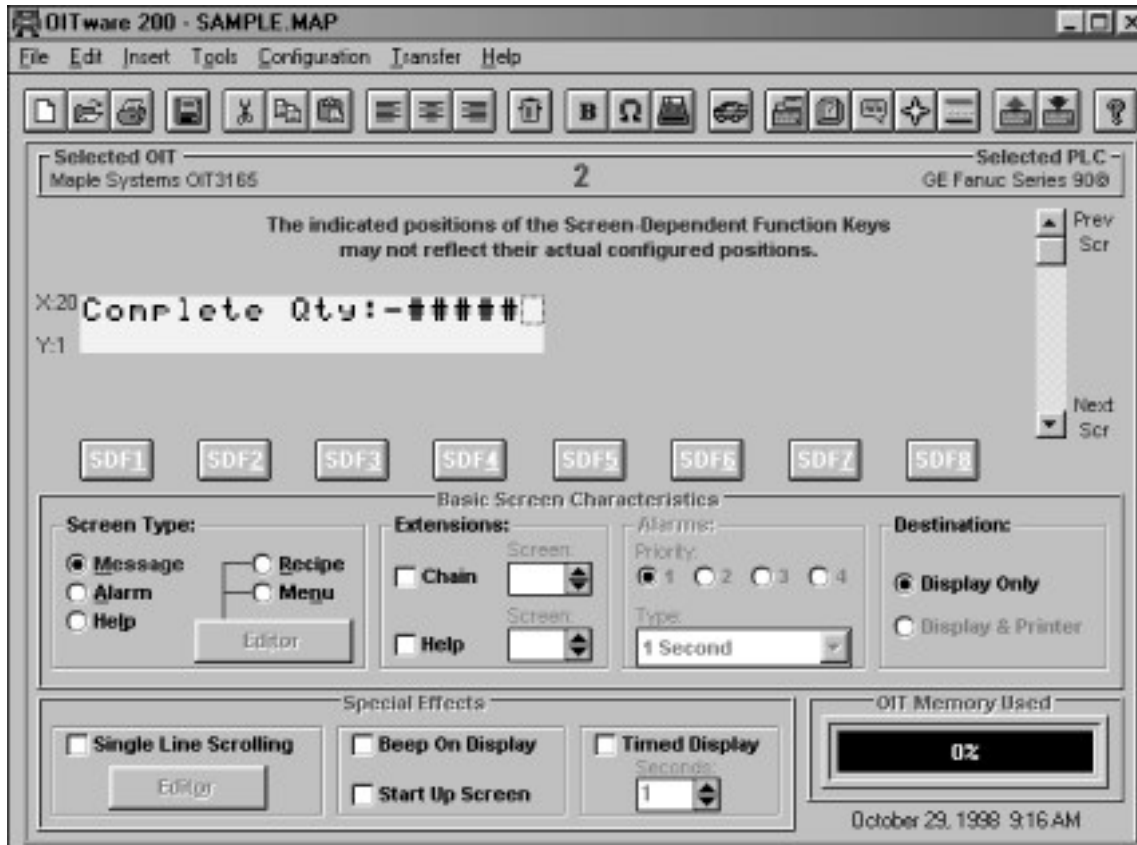 OITware 200 - SAMPLE.MAP
File Edit Insert Tools Configuration Transfer Help
B Ω ?
Selected OIT
Maple Systems OIT3165
2
Selected PLC
GE Fanuc Series 90®
The indicated positions of the Screen-Dependent Function Keys
may not reflect their actual configured positions.
Prev
Scr
X:20
Complete Qty:-#####
Y:1
Next
Scr
SDF1 SDF2 SDF3 SDF4 SDF5 SDF6 SDF7 SDF8
Basic Screen Characteristics
Screen Type:
Message
Alarm
Help
Recipe
Menu
Editor
Extensions:
Screen:
Chain
Screen:
Help
Alarms:
Priority:
1 2 3 4
Type:
1 Second
Destination:
Display Only
Display & Printer
Special Effects
Single Line Scrolling
Editor
Beep On Display
Start Up Screen
Timed Display
Seconds:
1
OIT Memory Used
0%
October 29, 1998 9:16 AM